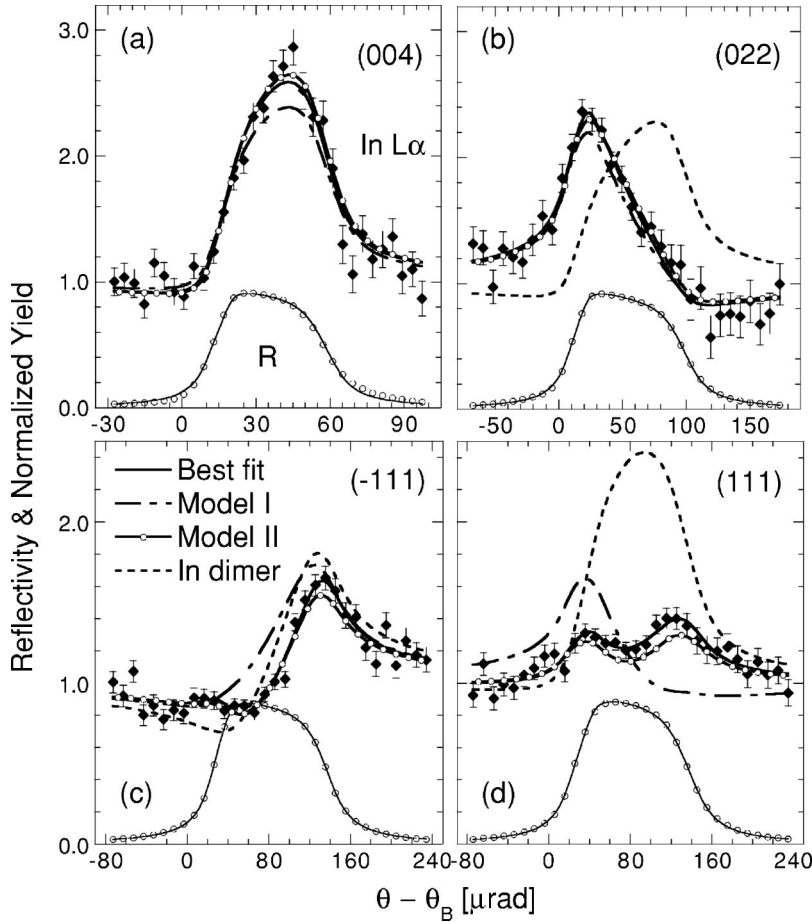 (a)
(004)
(b)
(022)
3.0
2.0
1.0
0.0
In Lα
R
-30
0
30
60
90
-50
0
50
100
150
Best fit
Model I
Model II
In dimer
(-111)
(111)
2.0
1.0
0.0
(c)
(d)
-80
0
80
160
240
-80
0
80
160
240
Reflectivity & Normalized Yield
θ − θB [μrad]